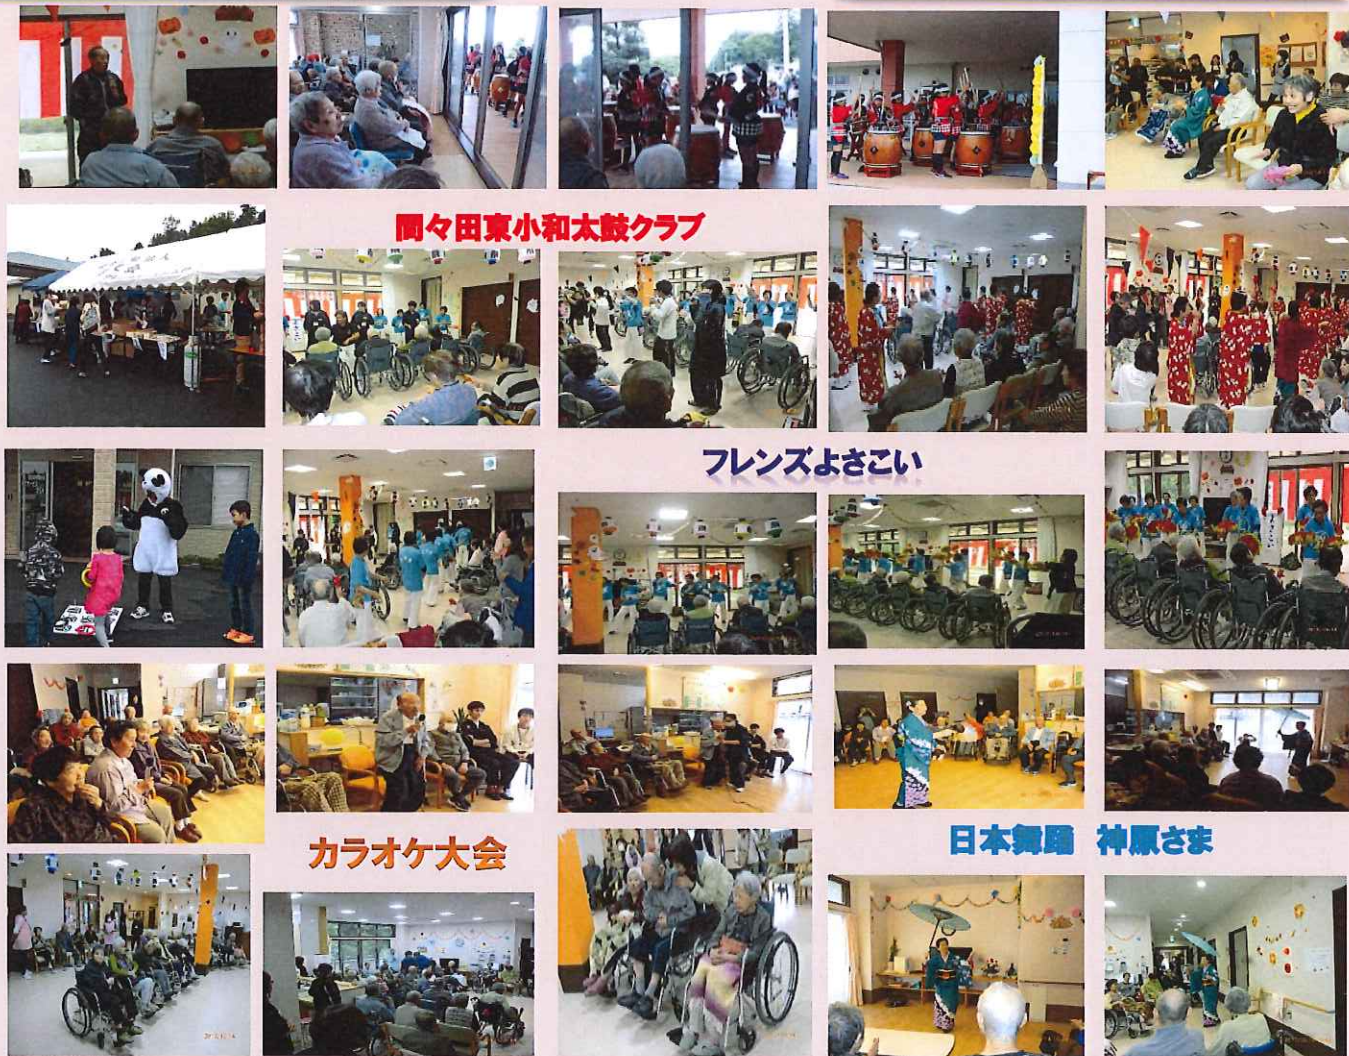 間々田東小和太鼓クラブ
フレンズよさこい
カラオケ大会
日本舞踊 神原さま